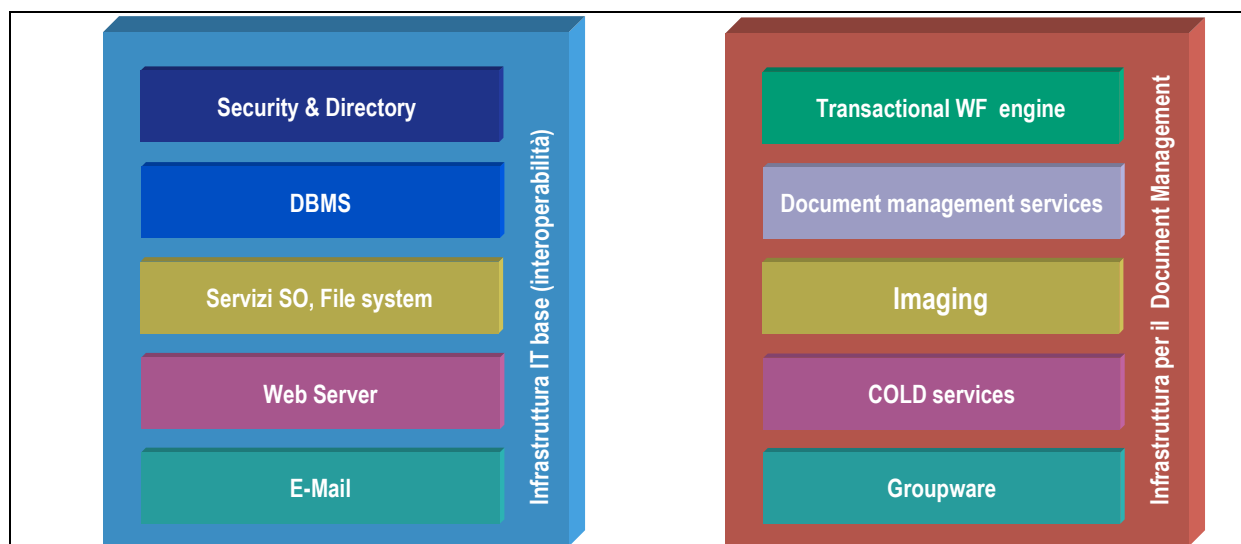 Security & Directory
DBMS
Servizi SO, File system
Web Server
E-Mail
Infrastruttura IT base (interoperabilità)
Transactional WF engine
Document management services
Imaging
COLD services
Groupware
Infrastruttura per il Document Management